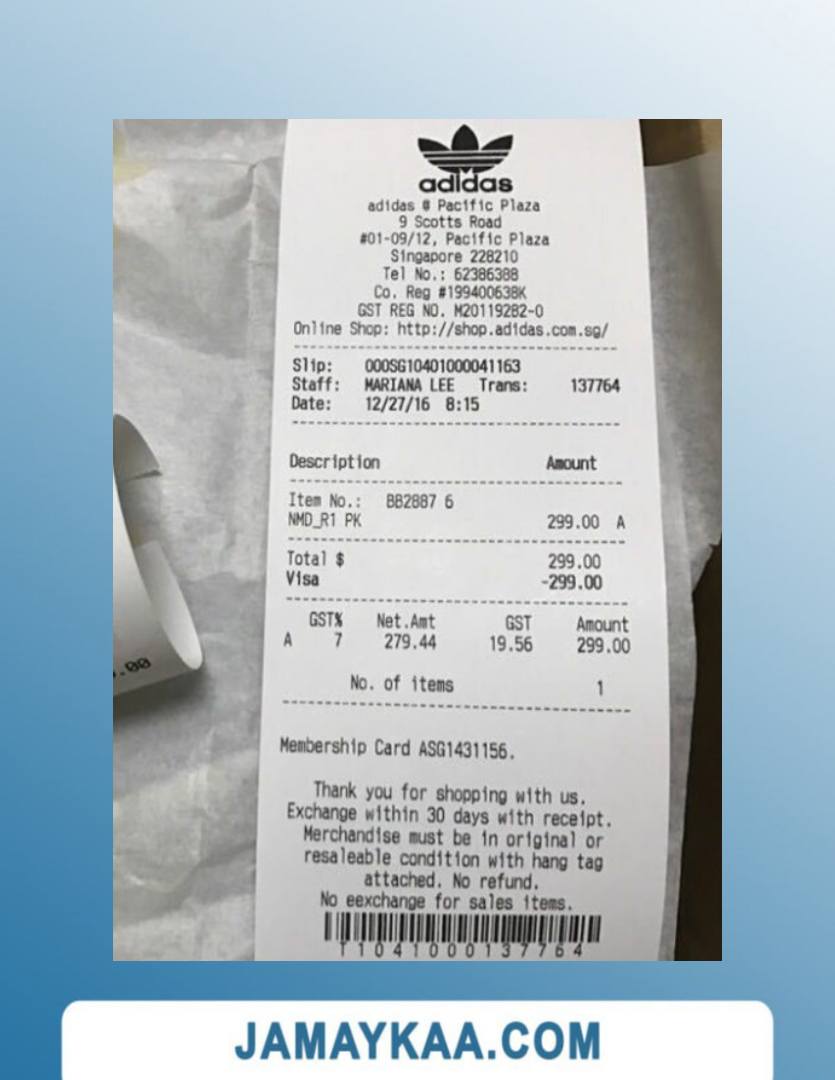 adidas
adidas @ Pacific Plaza
9 Scotts Road
#01-09/12, Pacific Plaza
Singapore 228210
Tel No.: 62386388
Co. Reg #199400638K
GST REG NO. M20119282-0
Online Shop: http://shop.adidas.com.sg/
Slip: 000SG10401000041163
Staff: MARIANA LEE Trans: 137764
Date: 12/27/16 8:15
Description Amount
Item No.: BB2887 6
NMD_R1 PK 299.00 A
Total $ 299.00
Visa -299.00
GST% Net.Amt GST Amount
A 7 279.44 19.56 299.00
No. of items 1
Membership Card ASG1431156.
Thank you for shopping with us.
Exchange within 30 days with receipt.
Merchandise must be in original or
resaleable condition with hang tag
attached. No refund.
No eexchange for sales items.
T10410000137764
.00
JAMAYKAA.COM